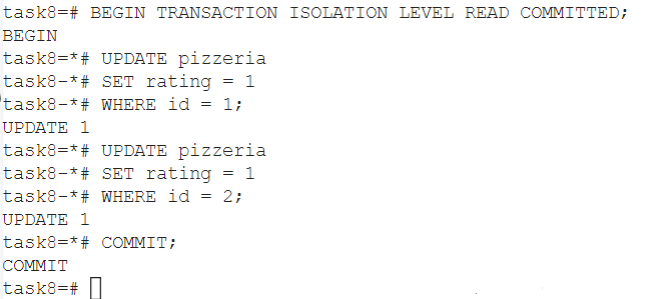 task8=# BEGIN TRANSACTION ISOLATION LEVEL READ COMMITTED;
BEGIN
task8=*# UPDATE pizzeria
task8-*# SET rating = 1
task8-*# WHERE id = 1;
UPDATE 1
task8=*# UPDATE pizzeria
task8-*# SET rating = 1
task8-*# WHERE id = 2;
UPDATE 1
task8=*# COMMIT;
COMMIT
task8=#